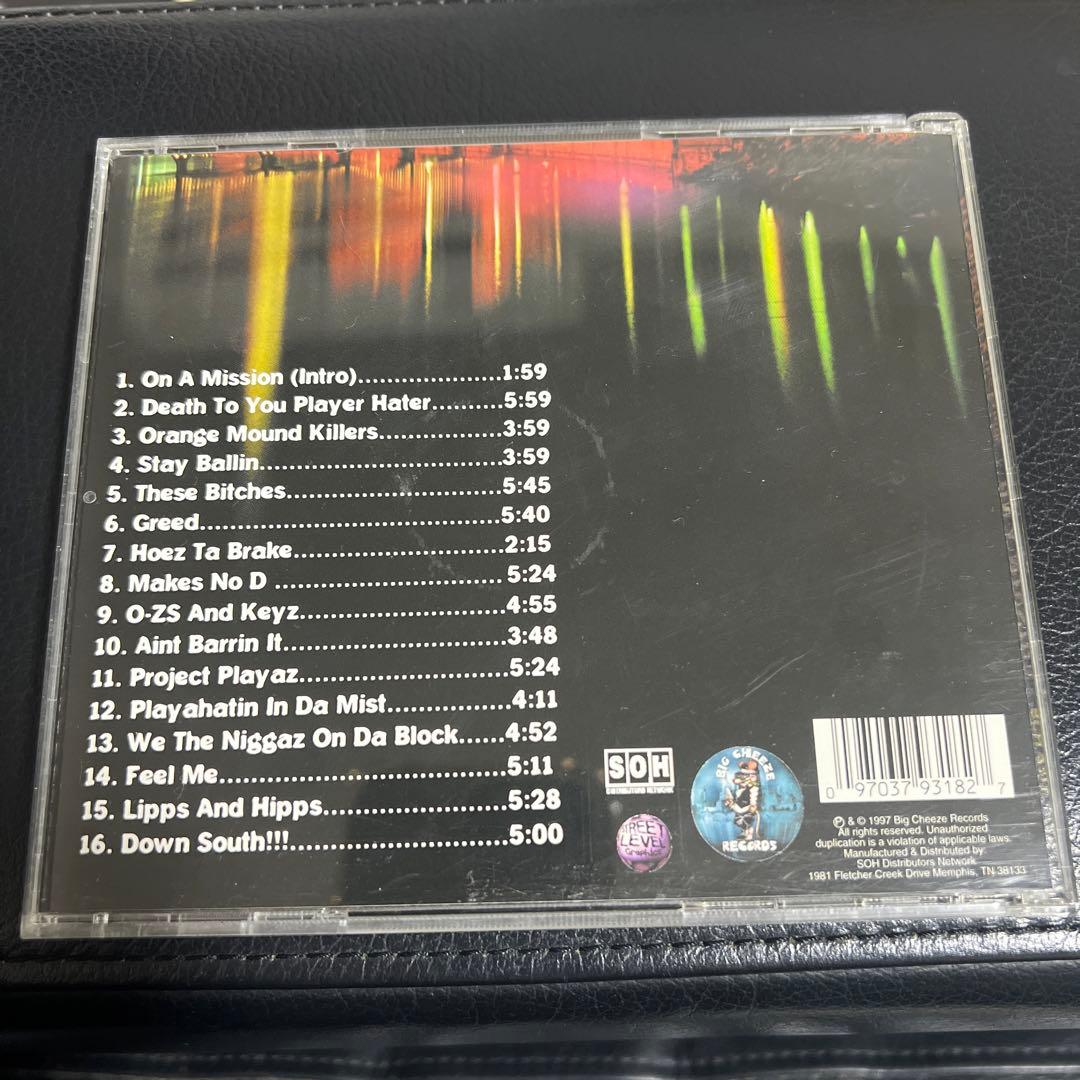 1. On A Mission (Intro)....................1:59
2. Death To You Player Hater..........5:59
3. Orange Mound Killers.................3:59
4. Stay Ballin..................................3:59
5. These Bitches..............................5:45
6. Greed..........................................5:40
7. Hoez Ta Brake.............................2:15
8. Makes No D ............................... 5:24
9. O-ZS And Keyz............................4:55
10. Aint Barrin It...............................3:48
11. Project Playaz............................5:24
12. Playahatin In Da Mist.................4:11
13. We The Niggaz On Da Block......4:52
14. Feel Me.......................................5:11
15. Lipps And Hipps.........................5:28
16. Down South!!!..............................5:00
SOH
DISTRIBUTORS NETWORK
STREET
LEVEL
Graphics
BIG CHEEZE
RECORDS
0 97037 93182 7
℗ & © 1997 Big Cheeze Records
All rights reserved. Unauthorized
duplication is a violation of applicable laws.
Manufactured & Distributed by
SOH Distributors Network
1981 Fletcher Creek Drive Memphis, TN 38133